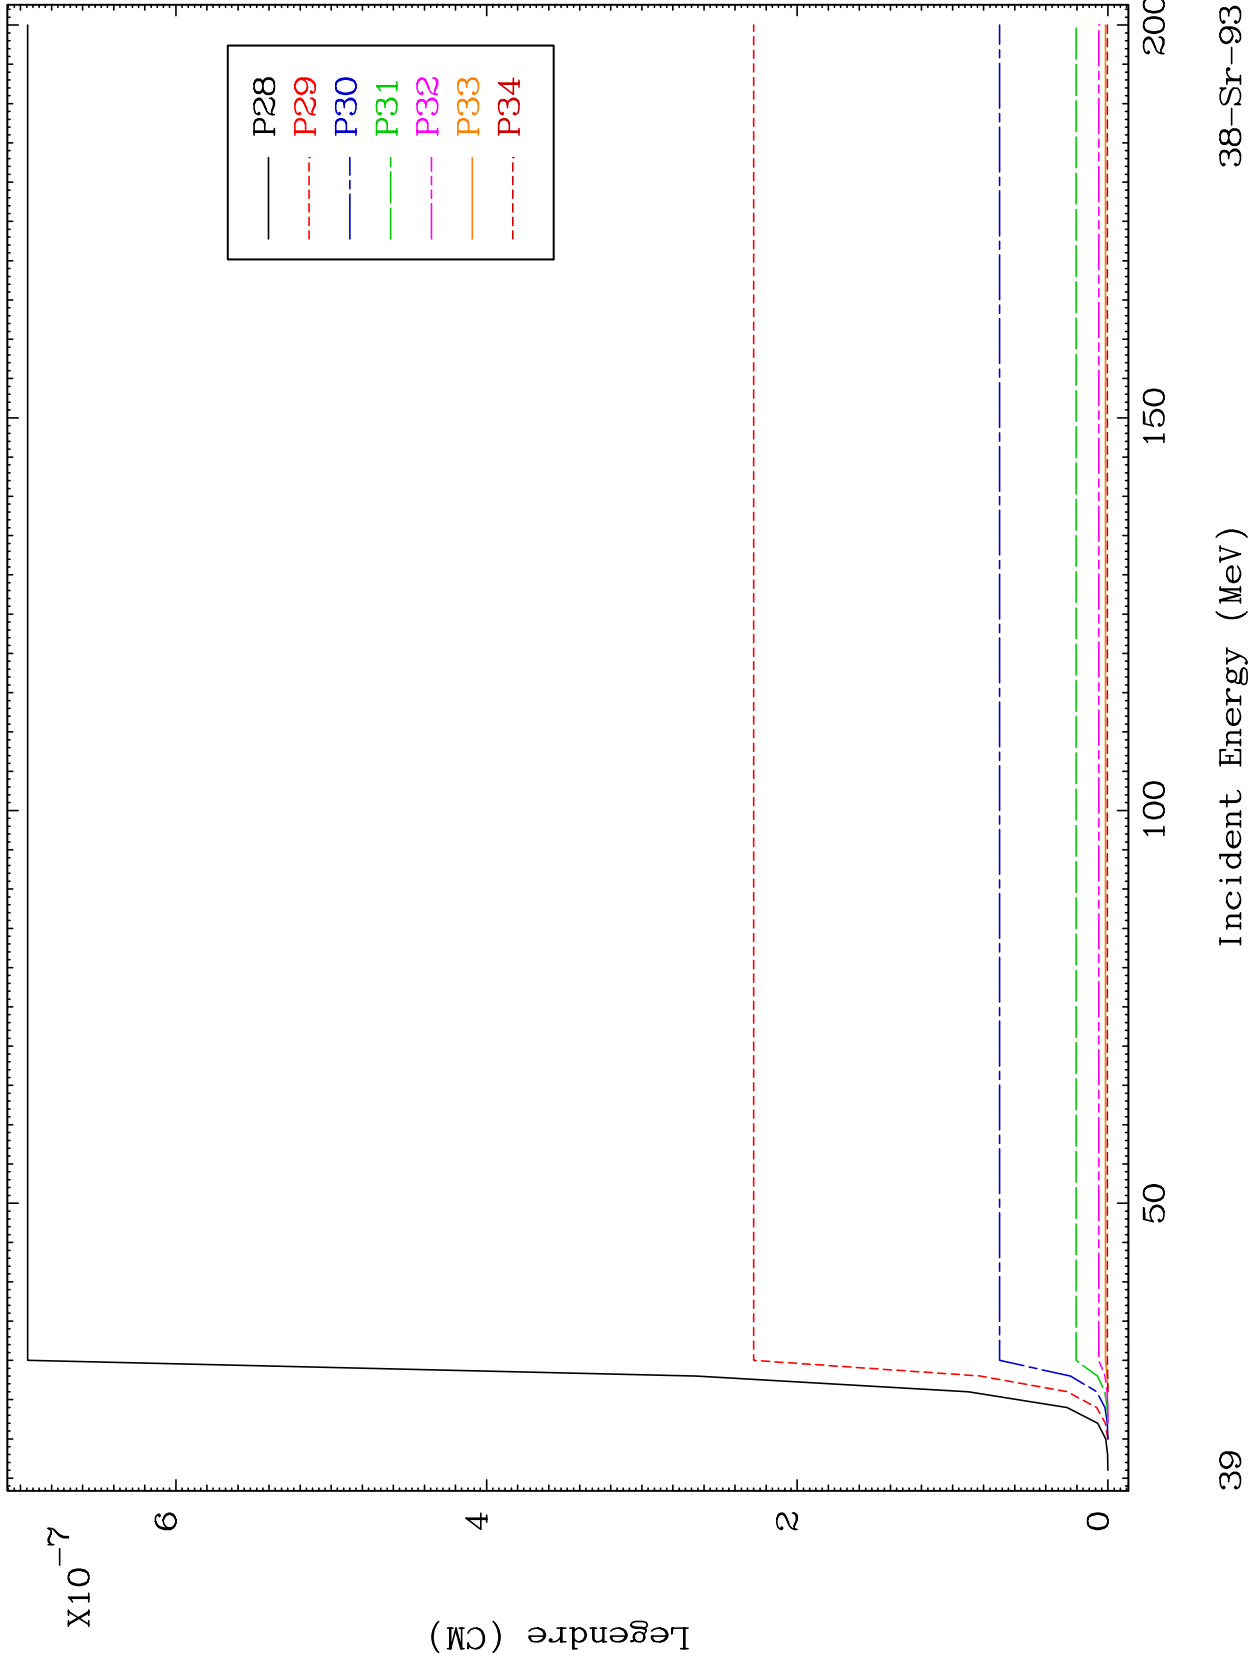 X10⁻⁷
Legendre (CM)
6
4
2
0
50
100
150
200
Incident Energy (MeV)
39
38-Sr-93
P28
P29
P30
P31
P32
P33
P34